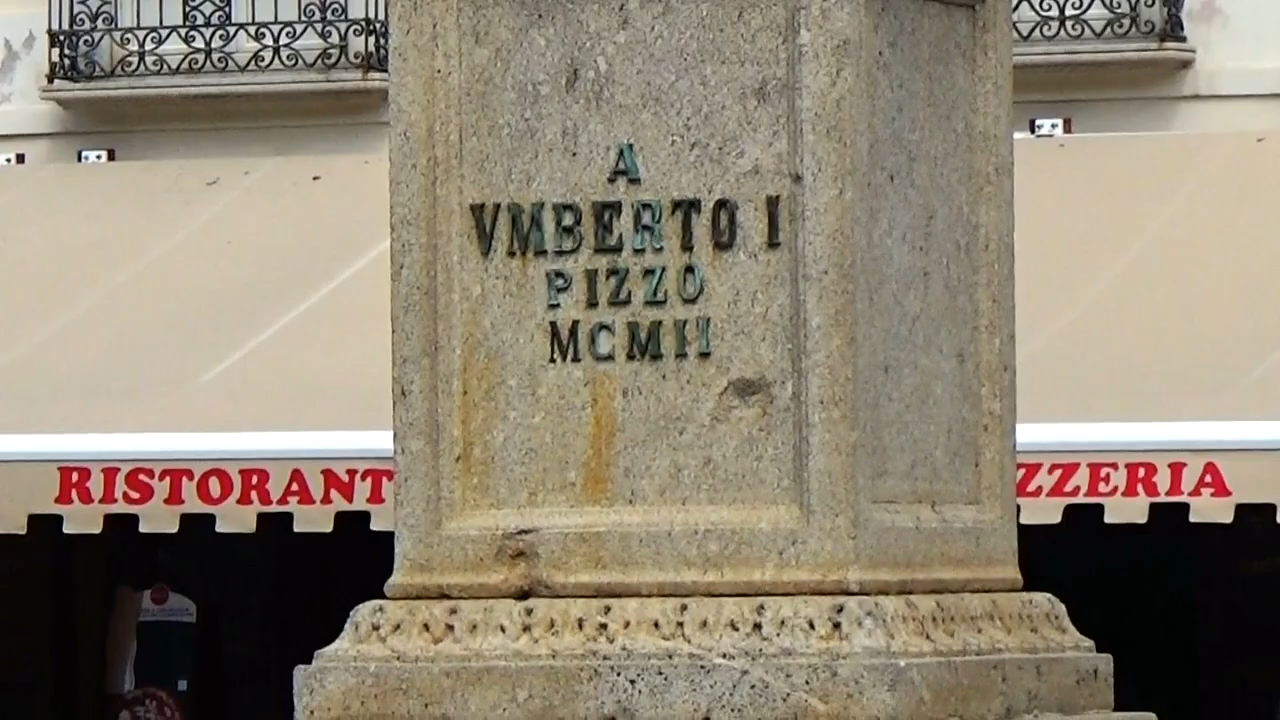 A
VMBERTO I
PIZZO
MCMII
RISTORANT
ZZERIA